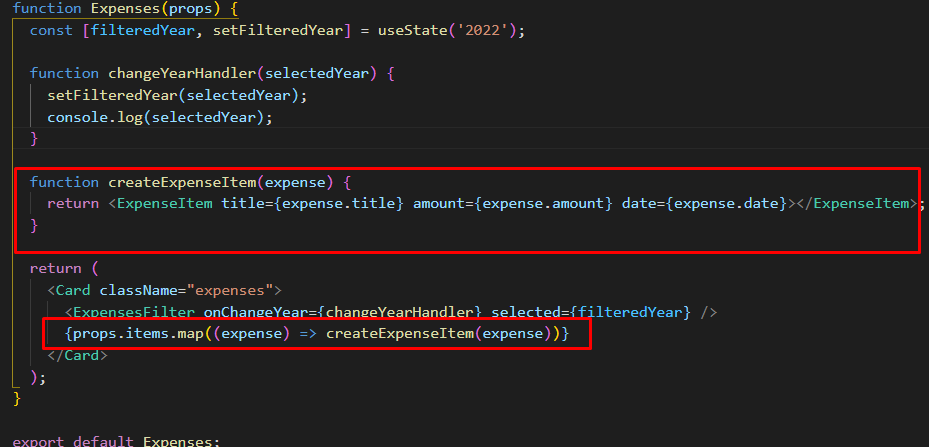 function Expenses(props) {
const [filteredYear, setFilteredYear] = useState('2022');
function changeYearHandler(selectedYear) {
setFilteredYear(selectedYear);
console.log(selectedYear);
}
function createExpenseItem(expense) {
return <ExpenseItem title={expense.title} amount={expense.amount} date={expense.date}></ExpenseItem>;
}
return (
<Card className="expenses">
<ExpensesFilter onChangeYear={changeYearHandler} selected={filteredYear} />
{props.items.map((expense) => createExpenseItem(expense))}
</Card>
);
}
export default Expenses;